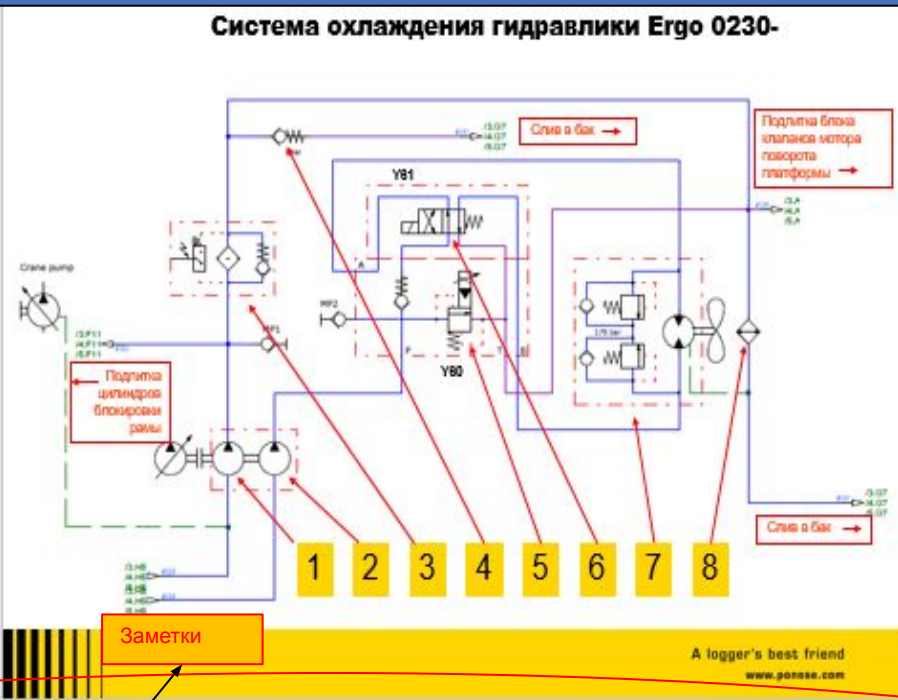 Система охлаждения гидравлики Ergo 0230-
Слив в бак
Подпитка блока
клапанов мотора
поворота
платформы
Y61
A
Crane pump
MP2
MP1
P
T
B
Y60
Подпитка
цилиндров
блокировки
рамы
Слив в бак
1 2 3 4 5 6 7 8
Заметки
A logger's best friend
www.ponsse.com